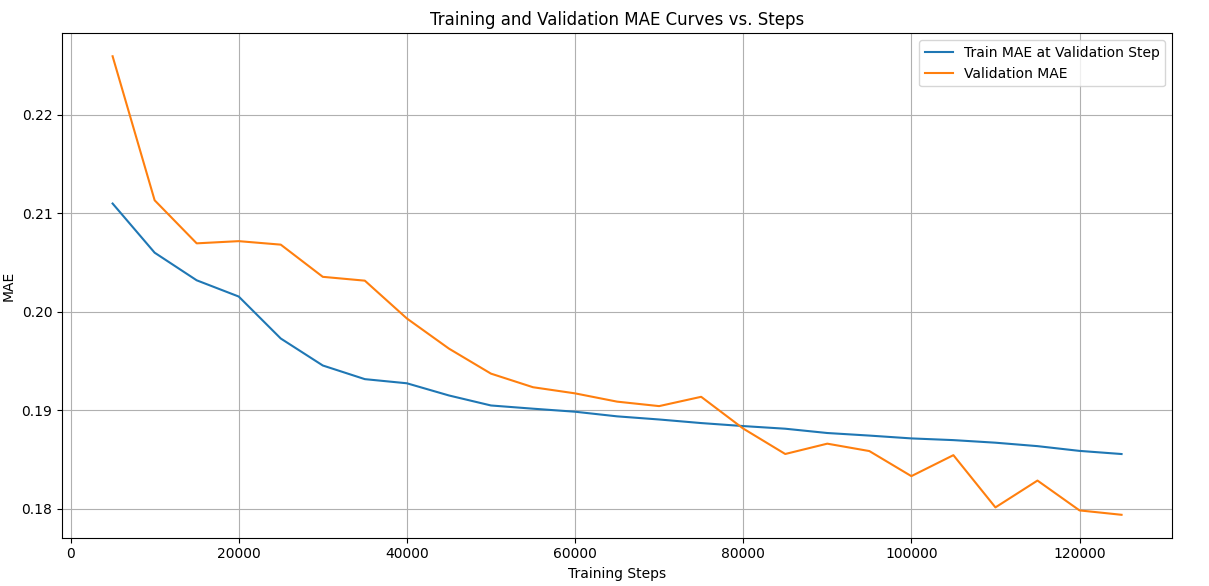 Training and Validation MAE Curves vs. Steps
Train MAE at Validation Step
Validation MAE
0.22
0.21
0.20
0.19
0.18
MAE
0
20000
40000
60000
80000
100000
120000
Training Steps